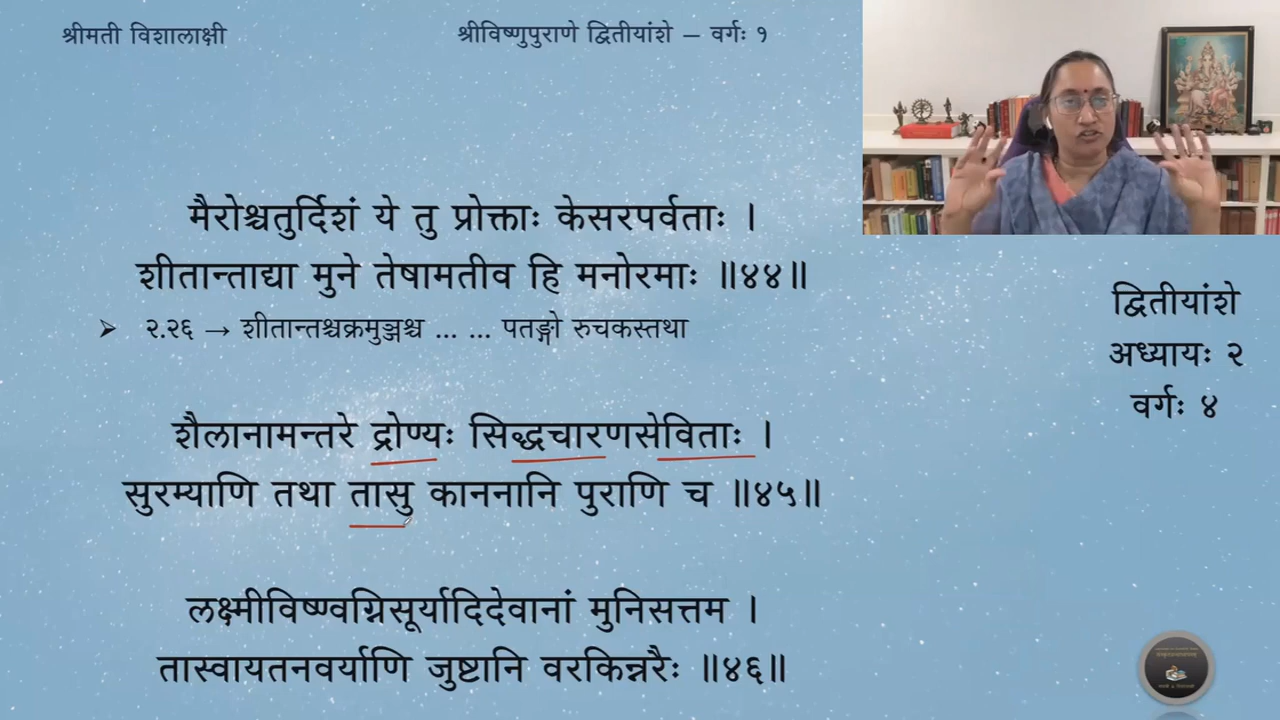 श्रीमती विशालाक्षी
श्रीविष्णुपुराणे द्वितीयांशे – वर्गः १
मैरोश्चतुर्दिशं ये तु प्रोक्ताः केसरपर्वताः ।
शीतान्ताद्या मुने तेषामतीव हि मनोरमाः ॥४४॥
➢ २.२६ → शीतान्तश्चक्रमुञ्जश्च ... ... पतङ्गो रुचकस्तथा
शैलानामन्तरे द्रोण्यः सिद्धचारणसेविताः ।
सुरम्याणि तथा तासु काननानि पुराणि च ॥४५॥
लक्ष्मीविष्ण्वग्निसूर्यादिदेवानां मुनिसत्तम ।
तास्वायतनवर्याणि जुष्टानि वरकिन्नरैः ॥४६॥
द्वितीयांशे
अध्यायः २
वर्गः ४